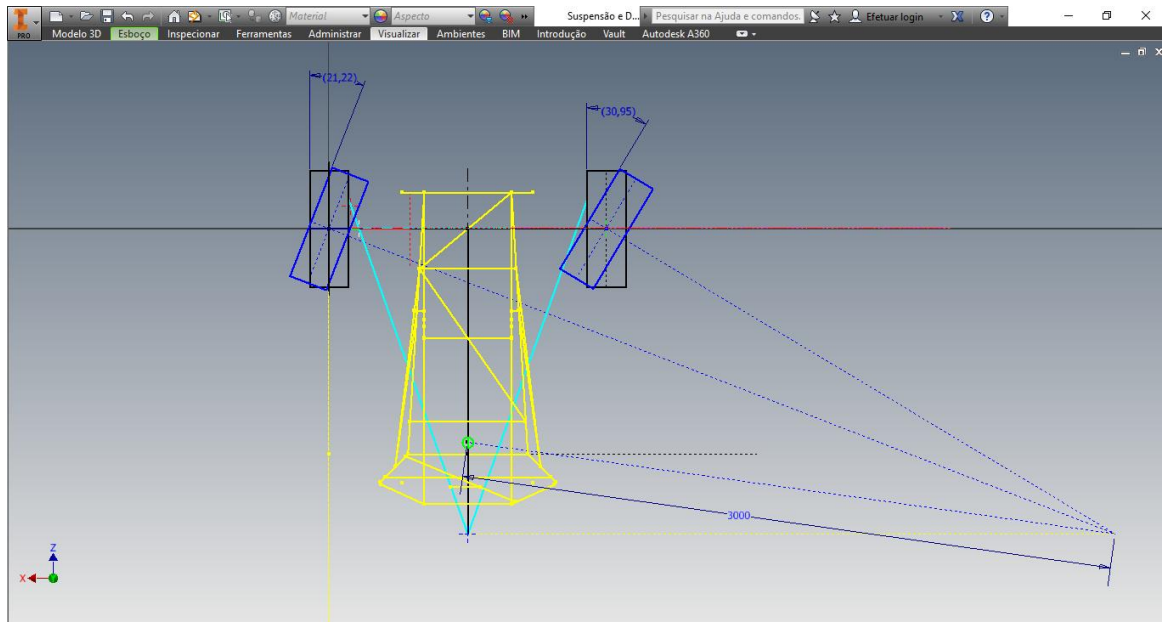 I
PRO
Material
Aspecto
Suspensão e D...
Pesquisar na Ajuda e comandos.
Efetuar login
Modelo 3D Esboço Inspecionar Ferramentas Administrar Visualizar Ambientes BIM Introdução Vault Autodesk A360
(21,22)
(30,95)
3000
Z
X